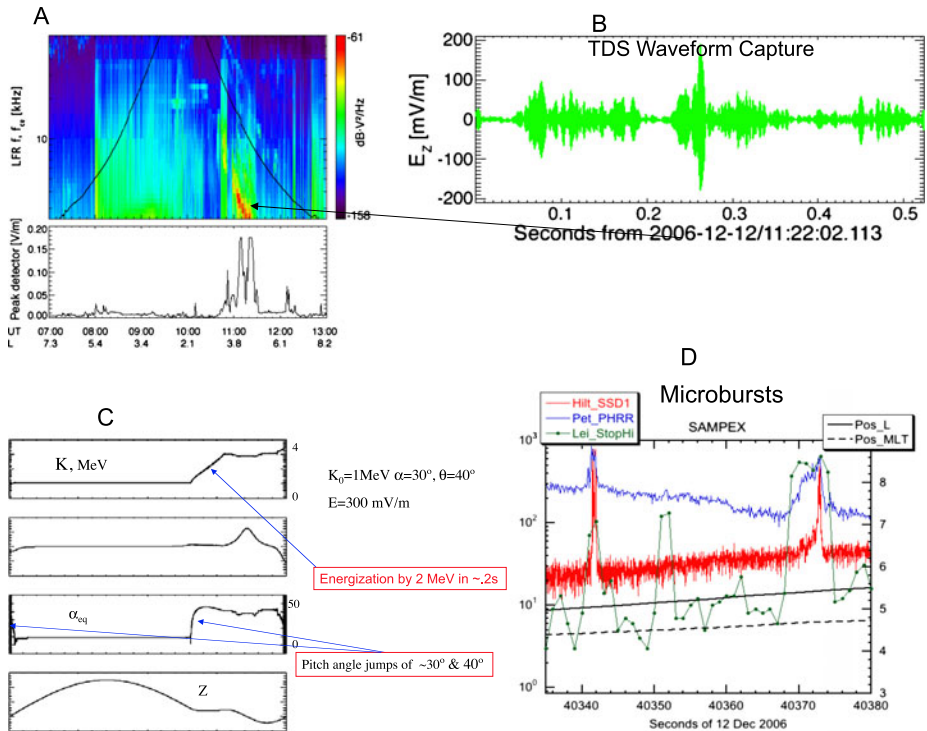 A
LFR f, fce [kHz]
10
-61
dB·V²/Hz
-158
Peak detector [V/m]
0.20
0.15
0.10
0.05
0.00
UT 07:00 08:00 09:00 10:00 11:00 12:00 13:00
L 7.3 5.4 3.4 2.1 3.8 6.1 8.2
B
TDS Waveform Capture
E_Z [mV/m]
200
100
0
-100
-200
0.1 0.2 0.3 0.4 0.5
Seconds from 2006-12-12/11:22:02.113
C
K, MeV
4
0
K₀=1MeV α=30°, θ=40°
E=300 mV/m
Energization by 2 MeV in ~.2s
α_eq
50
0
Pitch angle jumps of ~30° & 40°
Z
D
Microbursts
Hilt_SSD1
Pet_PHRR
Lei_StopHi
SAMPEX
Pos_L
Pos_MLT
10³
10²
10¹
10⁰
8
7
6
5
4
3
40340 40350 40360 40370 40380
Seconds of 12 Dec 2006